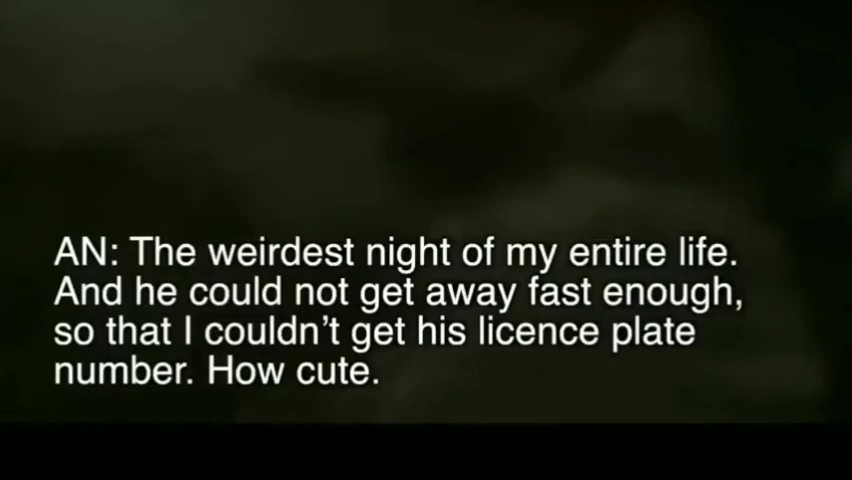 AN: The weirdest night of my entire life.
And he could not get away fast enough,
so that I couldn't get his licence plate
number. How cute.